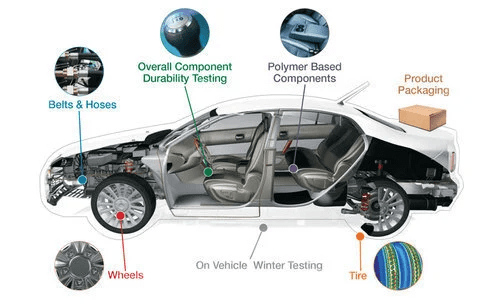 Overall Component
Durability Testing
Polymer Based
Components
Product
Packaging
Belts & Hoses
Wheels
On Vehicle Winter Testing
Tire